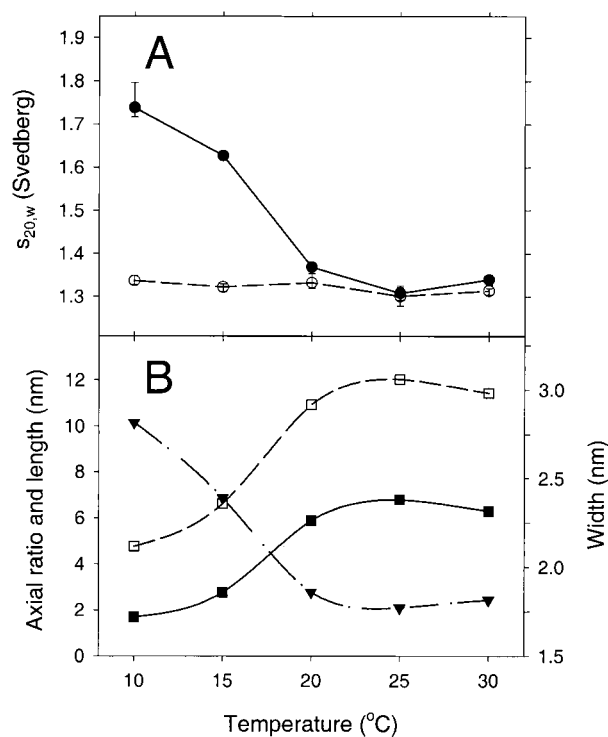 A
s20,w (Svedberg)
1.9
1.8
1.7
1.6
1.5
1.4
1.3
B
Axial ratio and length (nm)
12
10
8
6
4
2
0
3.0
2.5
2.0
1.5
Width (nm)
10 15 20 25 30
Temperature (°C)